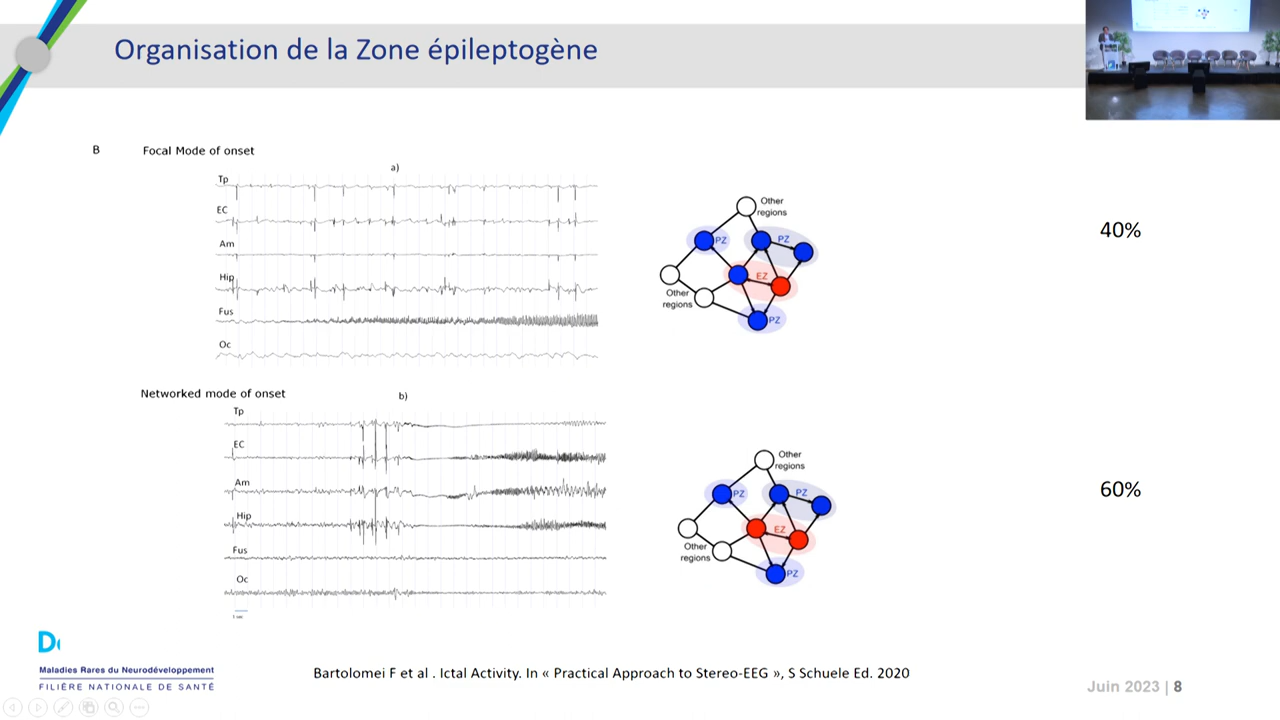 Organisation de la Zone épileptogène
B
Focal Mode of onset
a)
Tp
EC
Am
Hip
Fus
Oc
Other
regions
PZ
PZ
EZ
Other
regions
PZ
40%
Networked mode of onset
b)
Tp
EC
Am
Hip
Fus
Oc
1 sec
Other
regions
PZ
PZ
EZ
Other
regions
PZ
60%
Maladies Rares du Neurodéveloppement
FILIÈRE NATIONALE DE SANTÉ
Bartolomei F et al . Ictal Activity. In « Practical Approach to Stereo-EEG », S Schuele Ed. 2020
Juin 2023 | 8